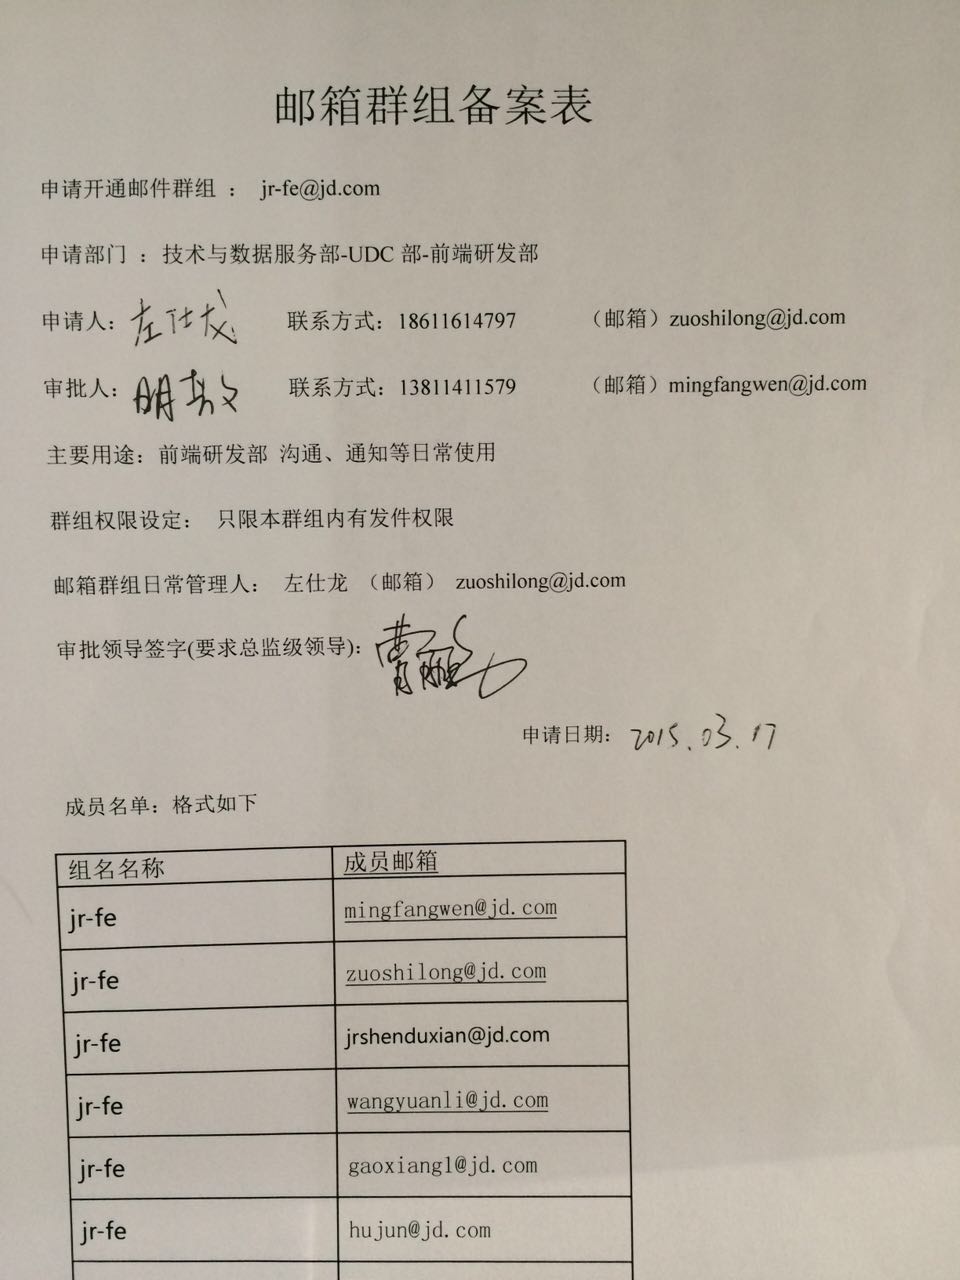 邮箱群组备案表
申请开通邮件群组 ： jr-fe@jd.com
申请部门 ：技术与数据服务部-UDC 部-前端研发部
申请人：左仕龙 联系方式：18611614797 （邮箱）zuoshilong@jd.com
审批人：明芳文 联系方式：13811411579 （邮箱）mingfangwen@jd.com
主要用途：前端研发部 沟通、通知等日常使用
群组权限设定： 只限本群组内有发件权限
邮箱群组日常管理人： 左仕龙 （邮箱） zuoshilong@jd.com
审批领导签字(要求总监级领导)：
申请日期： 2015.03.17
成员名单：格式如下
组名名称 成员邮箱
jr-fe mingfangwen@jd.com
jr-fe zuoshilong@jd.com
jr-fe jrshenduxian@jd.com
jr-fe wangyuanli@jd.com
jr-fe gaoxiang1@jd.com
jr-fe hujun@jd.com